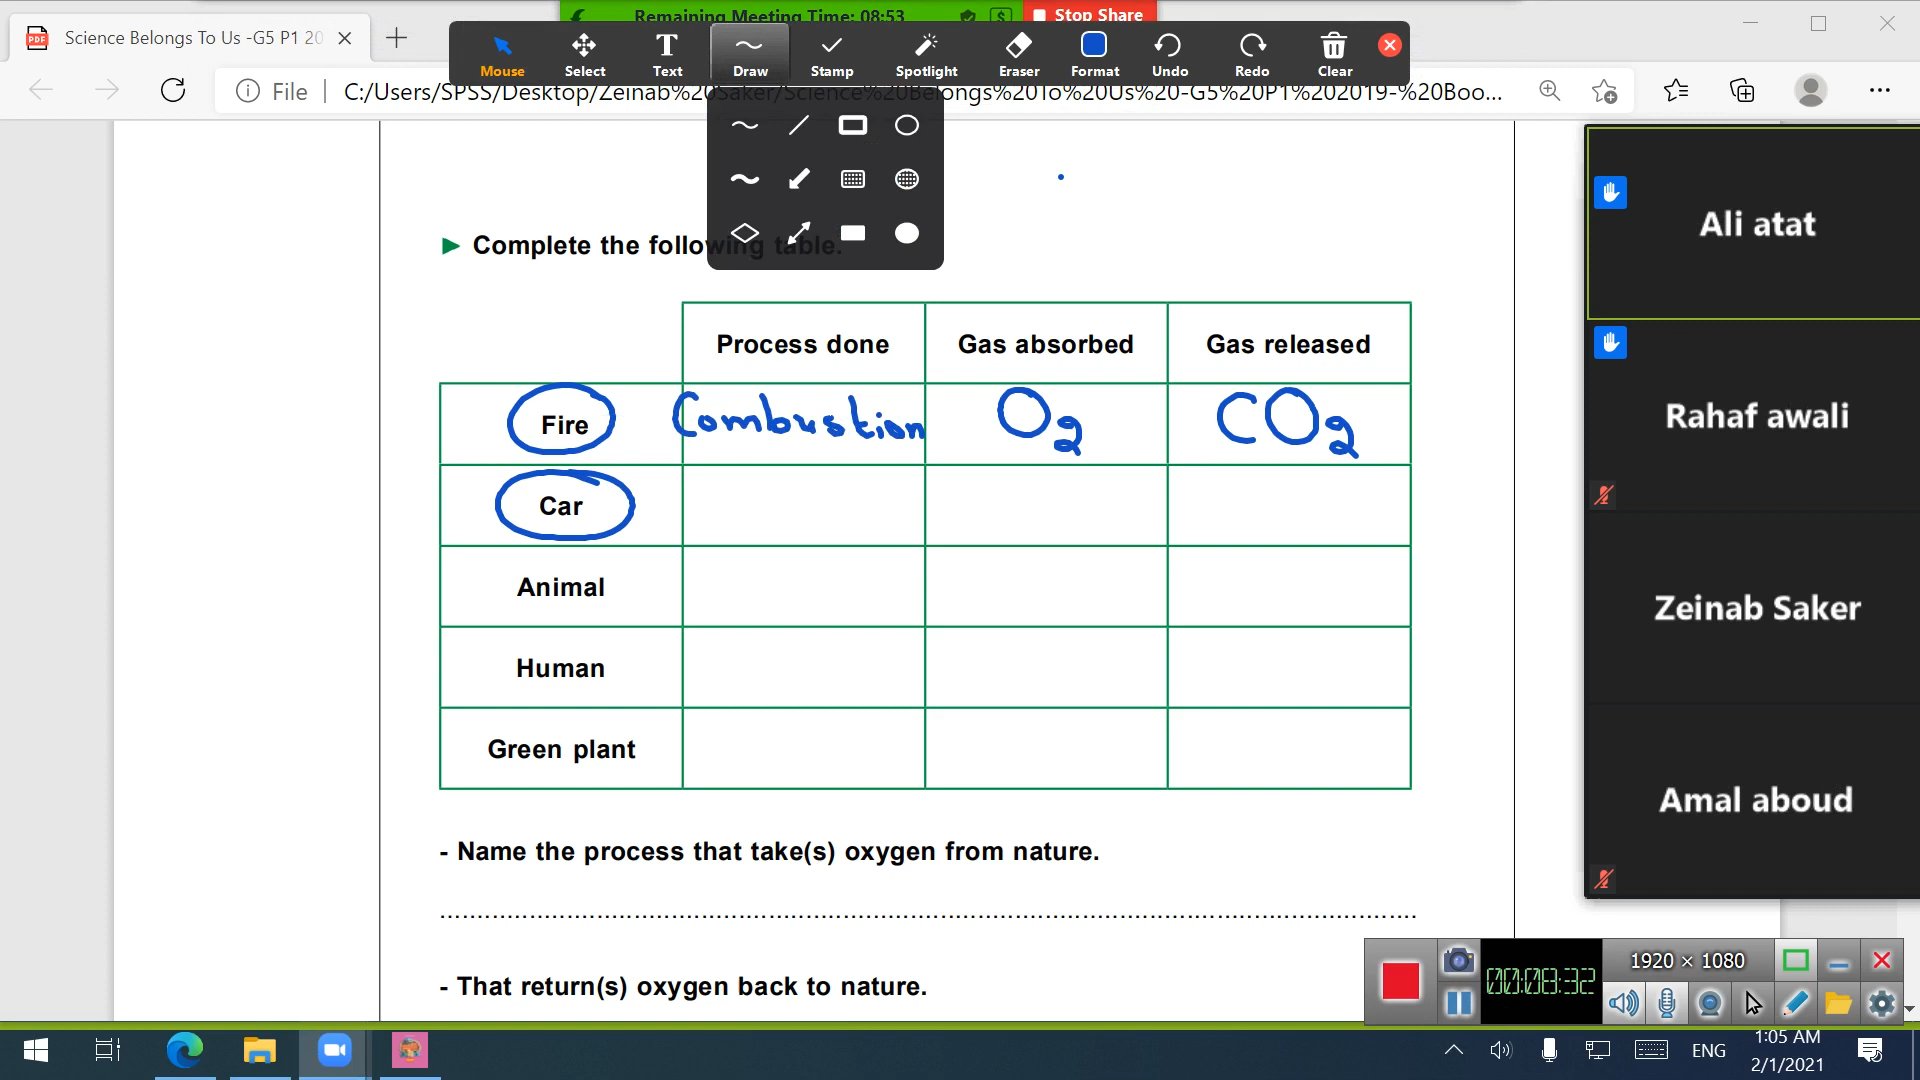 Remaining Meeting Time: 08:53
Stop Share
Science Belongs To Us -G5 P1 20
Mouse
Select
Text
Draw
Stamp
Spotlight
Eraser
Format
Undo
Redo
Clear
File
C:/Users/SPSS/Desktop/Zeinab%20Saker/Science%20Belongs%20To%20Us%20-G5%20P1%202019-%20Boo...
Complete the following table.
Process done Gas absorbed Gas released
Fire Combustion O2 CO2
Car
Animal
Human
Green plant
- Name the process that take(s) oxygen from nature.
- That return(s) oxygen back to nature.
Ali atat
Rahaf awali
Zeinab Saker
Amal aboud
1920 × 1080
00:08:32
ENG
1:05 AM
2/1/2021